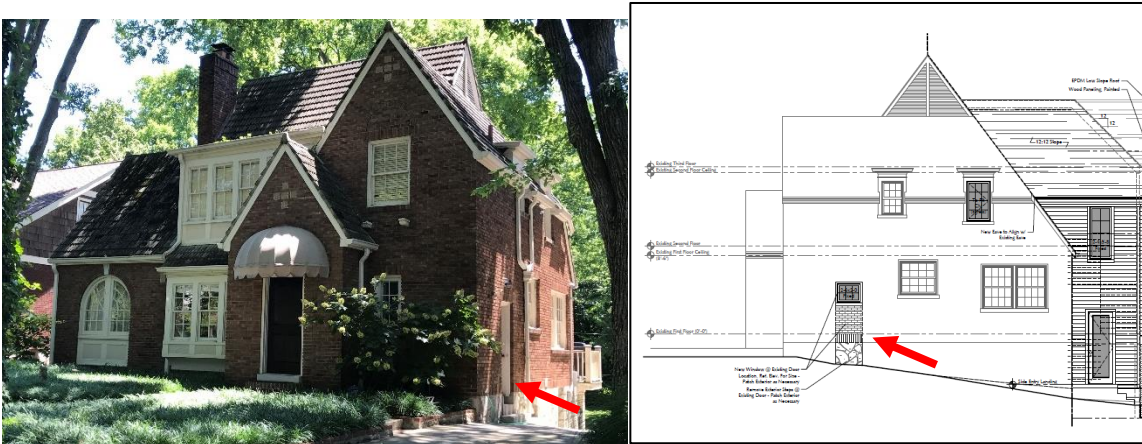 EPDM Low Slope Roof
Wood Paneling, Painted
12
12
12:12 Slope
Existing Third Floor
Existing Second Floor Ceiling
New Eave to Align w/
Existing Eave
Existing Second Floor
Existing First Floor Ceiling
Existing First Floor (0'-0")
New Window @ Existing Door
Location, Ref. Elev. For Size -
Patch Exterior as Necessary
Remove Exterior Steps @
Existing Door - Patch Exterior
as Necessary
Side Entry Landing